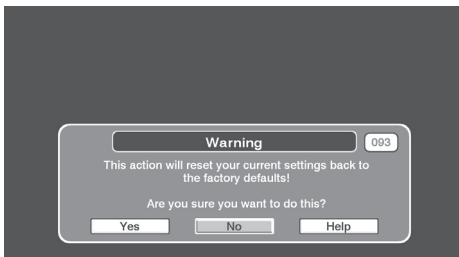 Warning
093
This action will reset your current settings back to
the factory defaults!
Are you sure you want to do this?
Yes No Help